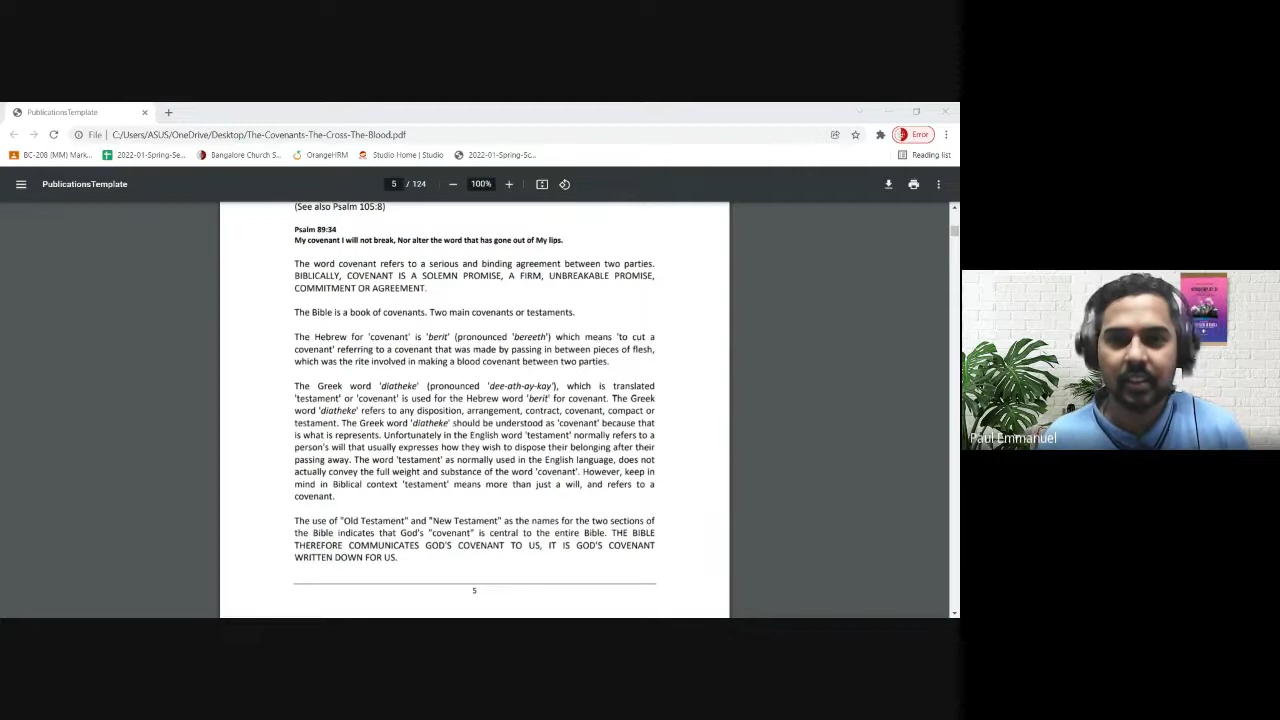 PublicationsTemplate
File
C:/Users/ASUS/OneDrive/Desktop/The-Covenants-The-Cross-The-Blood.pdf
Error
BC-208 (MM) Mark...
2022-01-Spring-Se...
Bangalore Church S...
OrangeHRM
Studio Home | Studio
2022-01-Spring-Sc...
Reading list
PublicationsTemplate
5 / 124
100%
(See also Psalm 105:8)
Psalm 89:34
My covenant I will not break, Nor alter the word that has gone out of My lips.
The word covenant refers to a serious and binding agreement between two parties.
BIBLICALLY, COVENANT IS A SOLEMN PROMISE, A FIRM, UNBREAKABLE PROMISE,
COMMITMENT OR AGREEMENT.
The Bible is a book of covenants. Two main covenants or testaments.
The Hebrew for 'covenant' is 'berit' (pronounced 'bereeth') which means 'to cut a
covenant' referring to a covenant that was made by passing in between pieces of flesh,
which was the rite involved in making a blood covenant between two parties.
The Greek word 'diatheke' (pronounced 'dee-ath-ay-kay'), which is translated
'testament' or 'covenant' is used for the Hebrew word 'berit' for covenant. The Greek
word 'diatheke' refers to any disposition, arrangement, contract, covenant, compact or
testament. The Greek word 'diatheke' should be understood as 'covenant' because that
is what is represents. Unfortunately in the English word 'testament' normally refers to a
person's will that usually expresses how they wish to dispose their belonging after their
passing away. The word 'testament' as normally used in the English language, does not
actually convey the full weight and substance of the word 'covenant'. However, keep in
mind in Biblical context 'testament' means more than just a will, and refers to a
covenant.
The use of "Old Testament" and "New Testament" as the names for the two sections of
the Bible indicates that God's "covenant" is central to the entire Bible. THE BIBLE
THEREFORE COMMUNICATES GOD'S COVENANT TO US, IT IS GOD'S COVENANT
WRITTEN DOWN FOR US.
5
Paul Emmanuel